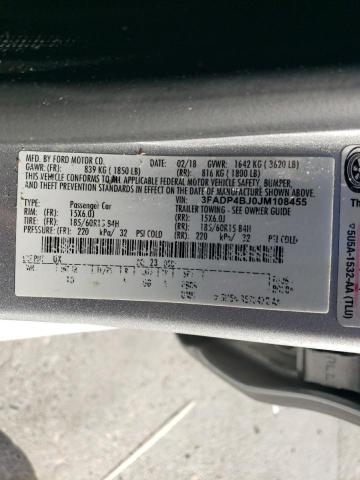 MFD. BY FORD MOTOR CO. 02/18 GVWR: 1642 KG ( 3620 LB)
GAWR: (FR): 839 KG ( 1850 LB) (RR): 816 KG ( 1800 LB)
THIS VEHICLE CONFORMS TO ALL APPLICABLE FEDERAL MOTOR VEHICLE SAFETY, BUMPER,
AND THEFT PREVENTION STANDARDS IN EFFECT ON THE DATE OF MANUFACTURE SHOWN ABOVE.
VIN: 3FADP4BJ0JM108455
TYPE: Passenger Car TRAILER TOWING - SEE OWNER GUIDE
RIM: (FR) 15X6.0J (RR): 15X6.0J
TIRE: (FR) 185/60R15 84H (RR): 185/60R15 84H
PRESSURE: (FR) 220 kPa/ 32 PSI COLD (RR): 220 kPa/ 32 PSI COLD
UX 23
5U5A-1532-AA (TLU)